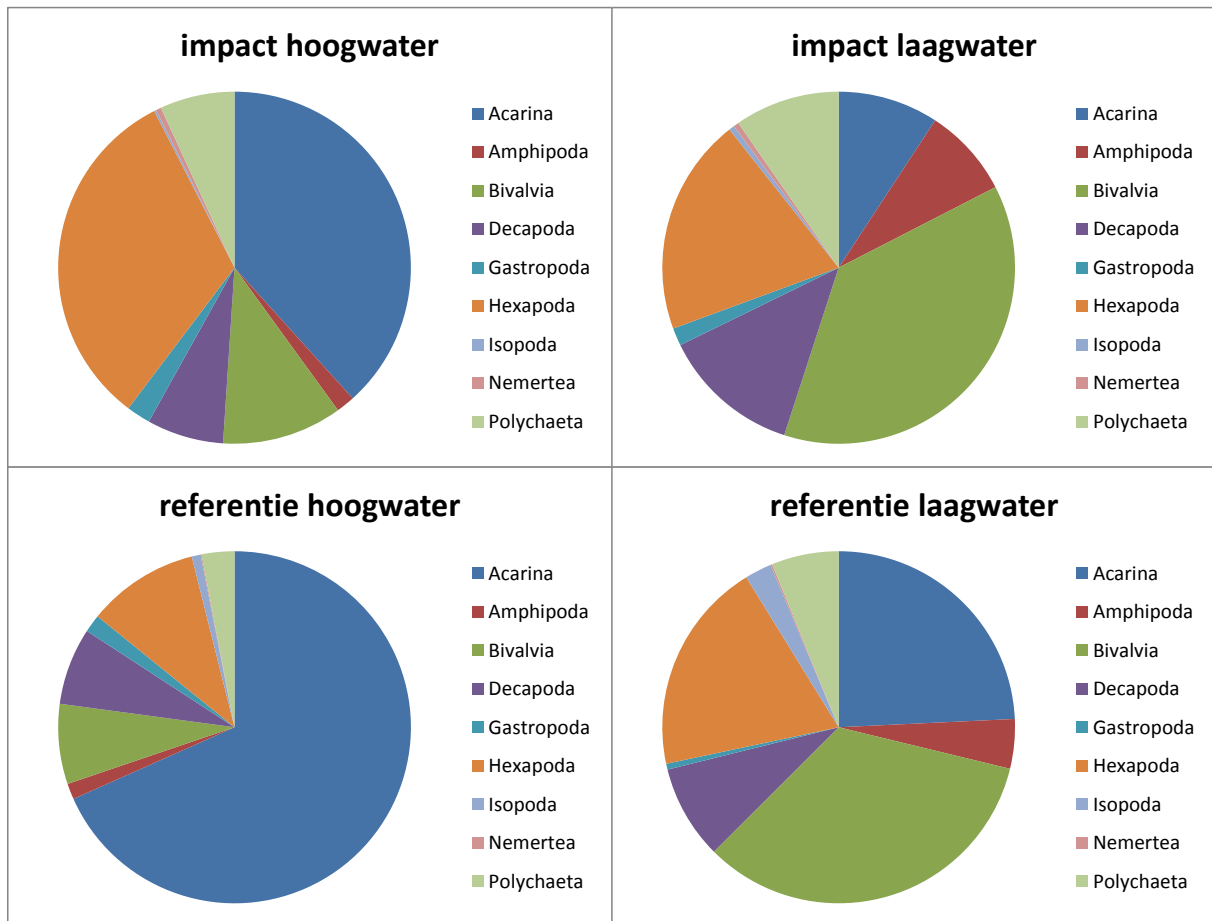 impact hoogwater
Acarina
Amphipoda
Bivalvia
Decapoda
Gastropoda
Hexapoda
Isopoda
Nemertea
Polychaeta
impact laagwater
Acarina
Amphipoda
Bivalvia
Decapoda
Gastropoda
Hexapoda
Isopoda
Nemertea
Polychaeta
referentie hoogwater
Acarina
Amphipoda
Bivalvia
Decapoda
Gastropoda
Hexapoda
Isopoda
Nemertea
Polychaeta
referentie laagwater
Acarina
Amphipoda
Bivalvia
Decapoda
Gastropoda
Hexapoda
Isopoda
Nemertea
Polychaeta